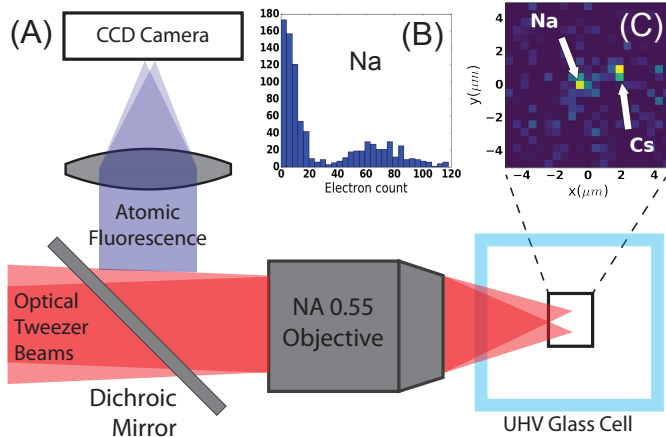 (A)
CCD Camera
Atomic
Fluorescence
Optical
Tweezer
Beams
Dichroic
Mirror
NA 0.55
Objective
UHV Glass Cell
(B)
Na
180
160
140
120
100
80
60
40
20
0
0 20 40 60 80 100 120
Electron count
(C)
Na
Cs
y(μm)
4
2
0
−2
−4
−4 −2 0 2 4
x(μm)